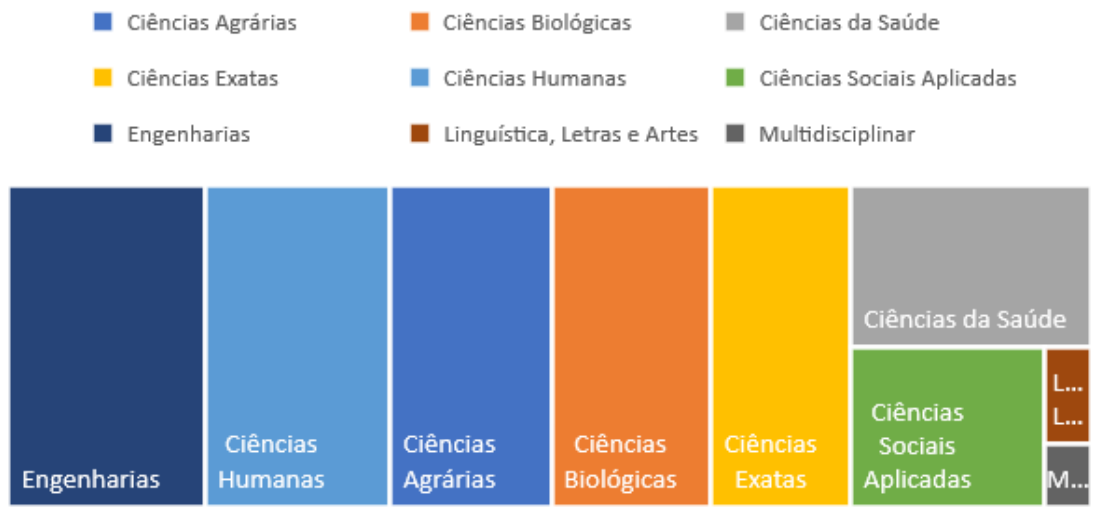 Ciências Agrárias
Ciências Biológicas
Ciências da Saúde
Ciências Exatas
Ciências Humanas
Ciências Sociais Aplicadas
Engenharias
Linguística, Letras e Artes
Multidisciplinar
Engenharias
Ciências
Humanas
Ciências
Agrárias
Ciências
Biológicas
Ciências
Exatas
Ciências da Saúde
Ciências
Sociais
Aplicadas
L...
L...
M...